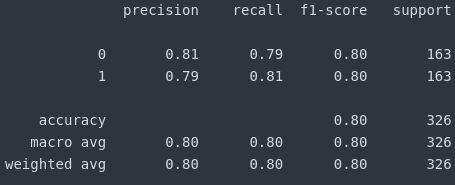 precision recall f1-score support
0 0.81 0.79 0.80 163
1 0.79 0.81 0.80 163
accuracy 0.80 326
macro avg 0.80 0.80 0.80 326
weighted avg 0.80 0.80 0.80 326